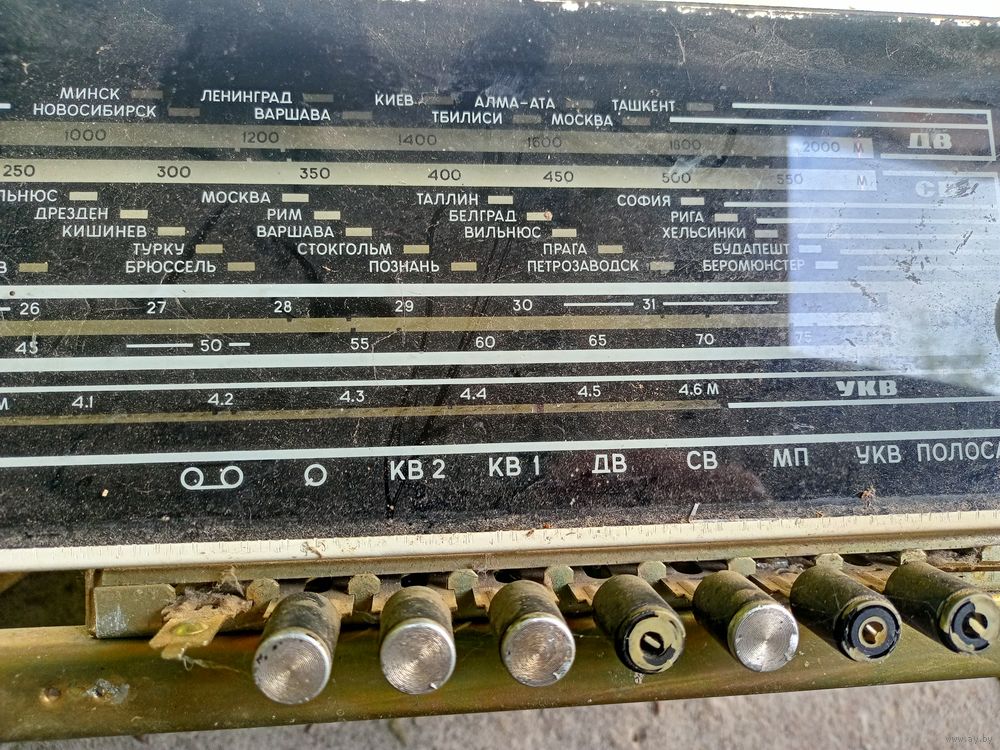 МИНСК ЛЕНИНГРАД КИЕВ АЛМА-АТА ТАШКЕНТ
НОВОСИБИРСК ВАРШАВА ТБИЛИСИ МОСКВА
1000 1200 1400 1600 1800 2000 М ДВ
250 300 350 400 450 500 550 М
ЛЬНЮС МОСКВА ТАЛЛИН СОФИЯ
ДРЕЗДЕН РИМ БЕЛГРАД РИГА
КИШИНЕВ ВАРШАВА ВИЛЬНЮС ХЕЛЬСИНКИ
ТУРКУ СТОКГОЛЬМ ПРАГА БУДАПЕШТ
В БРЮССЕЛЬ ПОЗНАНЬ ПЕТРОЗАВОДСК БЕРОМЮНСТЕР
26 27 28 29 30 31
45 50 55 60 65 70 75
М 4.1 4.2 4.3 4.4 4.5 4.6 М УКВ
КВ 2 КВ 1 ДВ СВ МП УКВ ПОЛОСА
www.ay.by